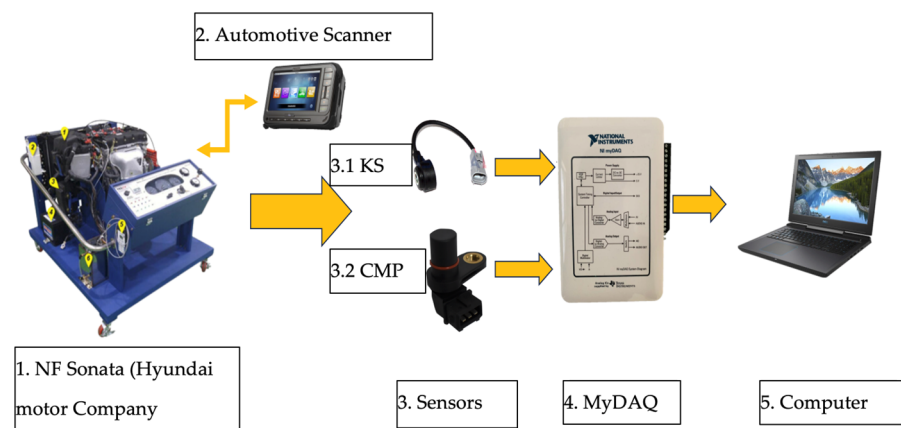 2. Automotive Scanner
3.1 KS
NATIONAL
INSTRUMENTS
NI myDAQ
3.2 CMP
1. NF Sonata (Hyundai
motor Company
3. Sensors
4. MyDAQ
5. Computer